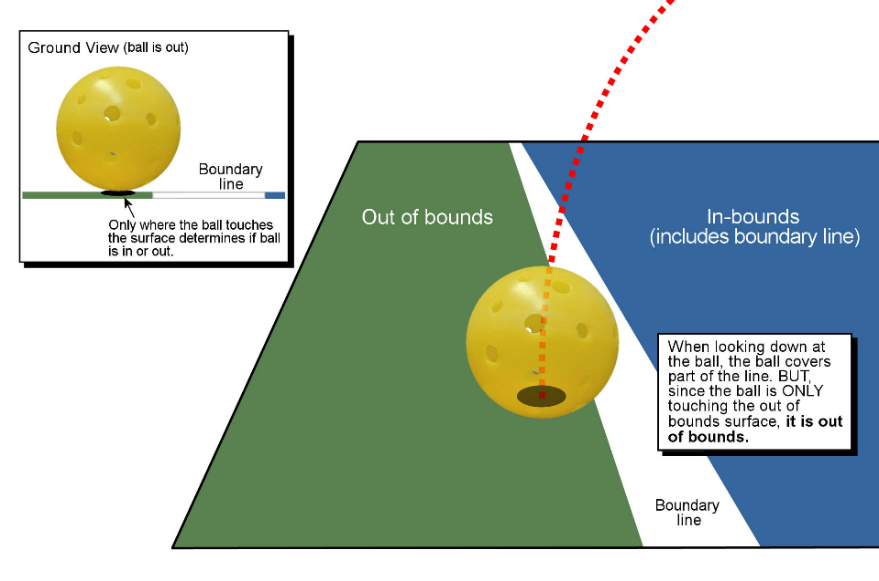 Ground View (ball is out)
Boundary
line
Only where the ball touches
the surface determines if ball
is in or out.
Out of bounds
In-bounds
(includes boundary line)
When looking down at
the ball, the ball covers
part of the line. BUT,
since the ball is ONLY
touching the out of
bounds surface, it is out
of bounds.
Boundary
line